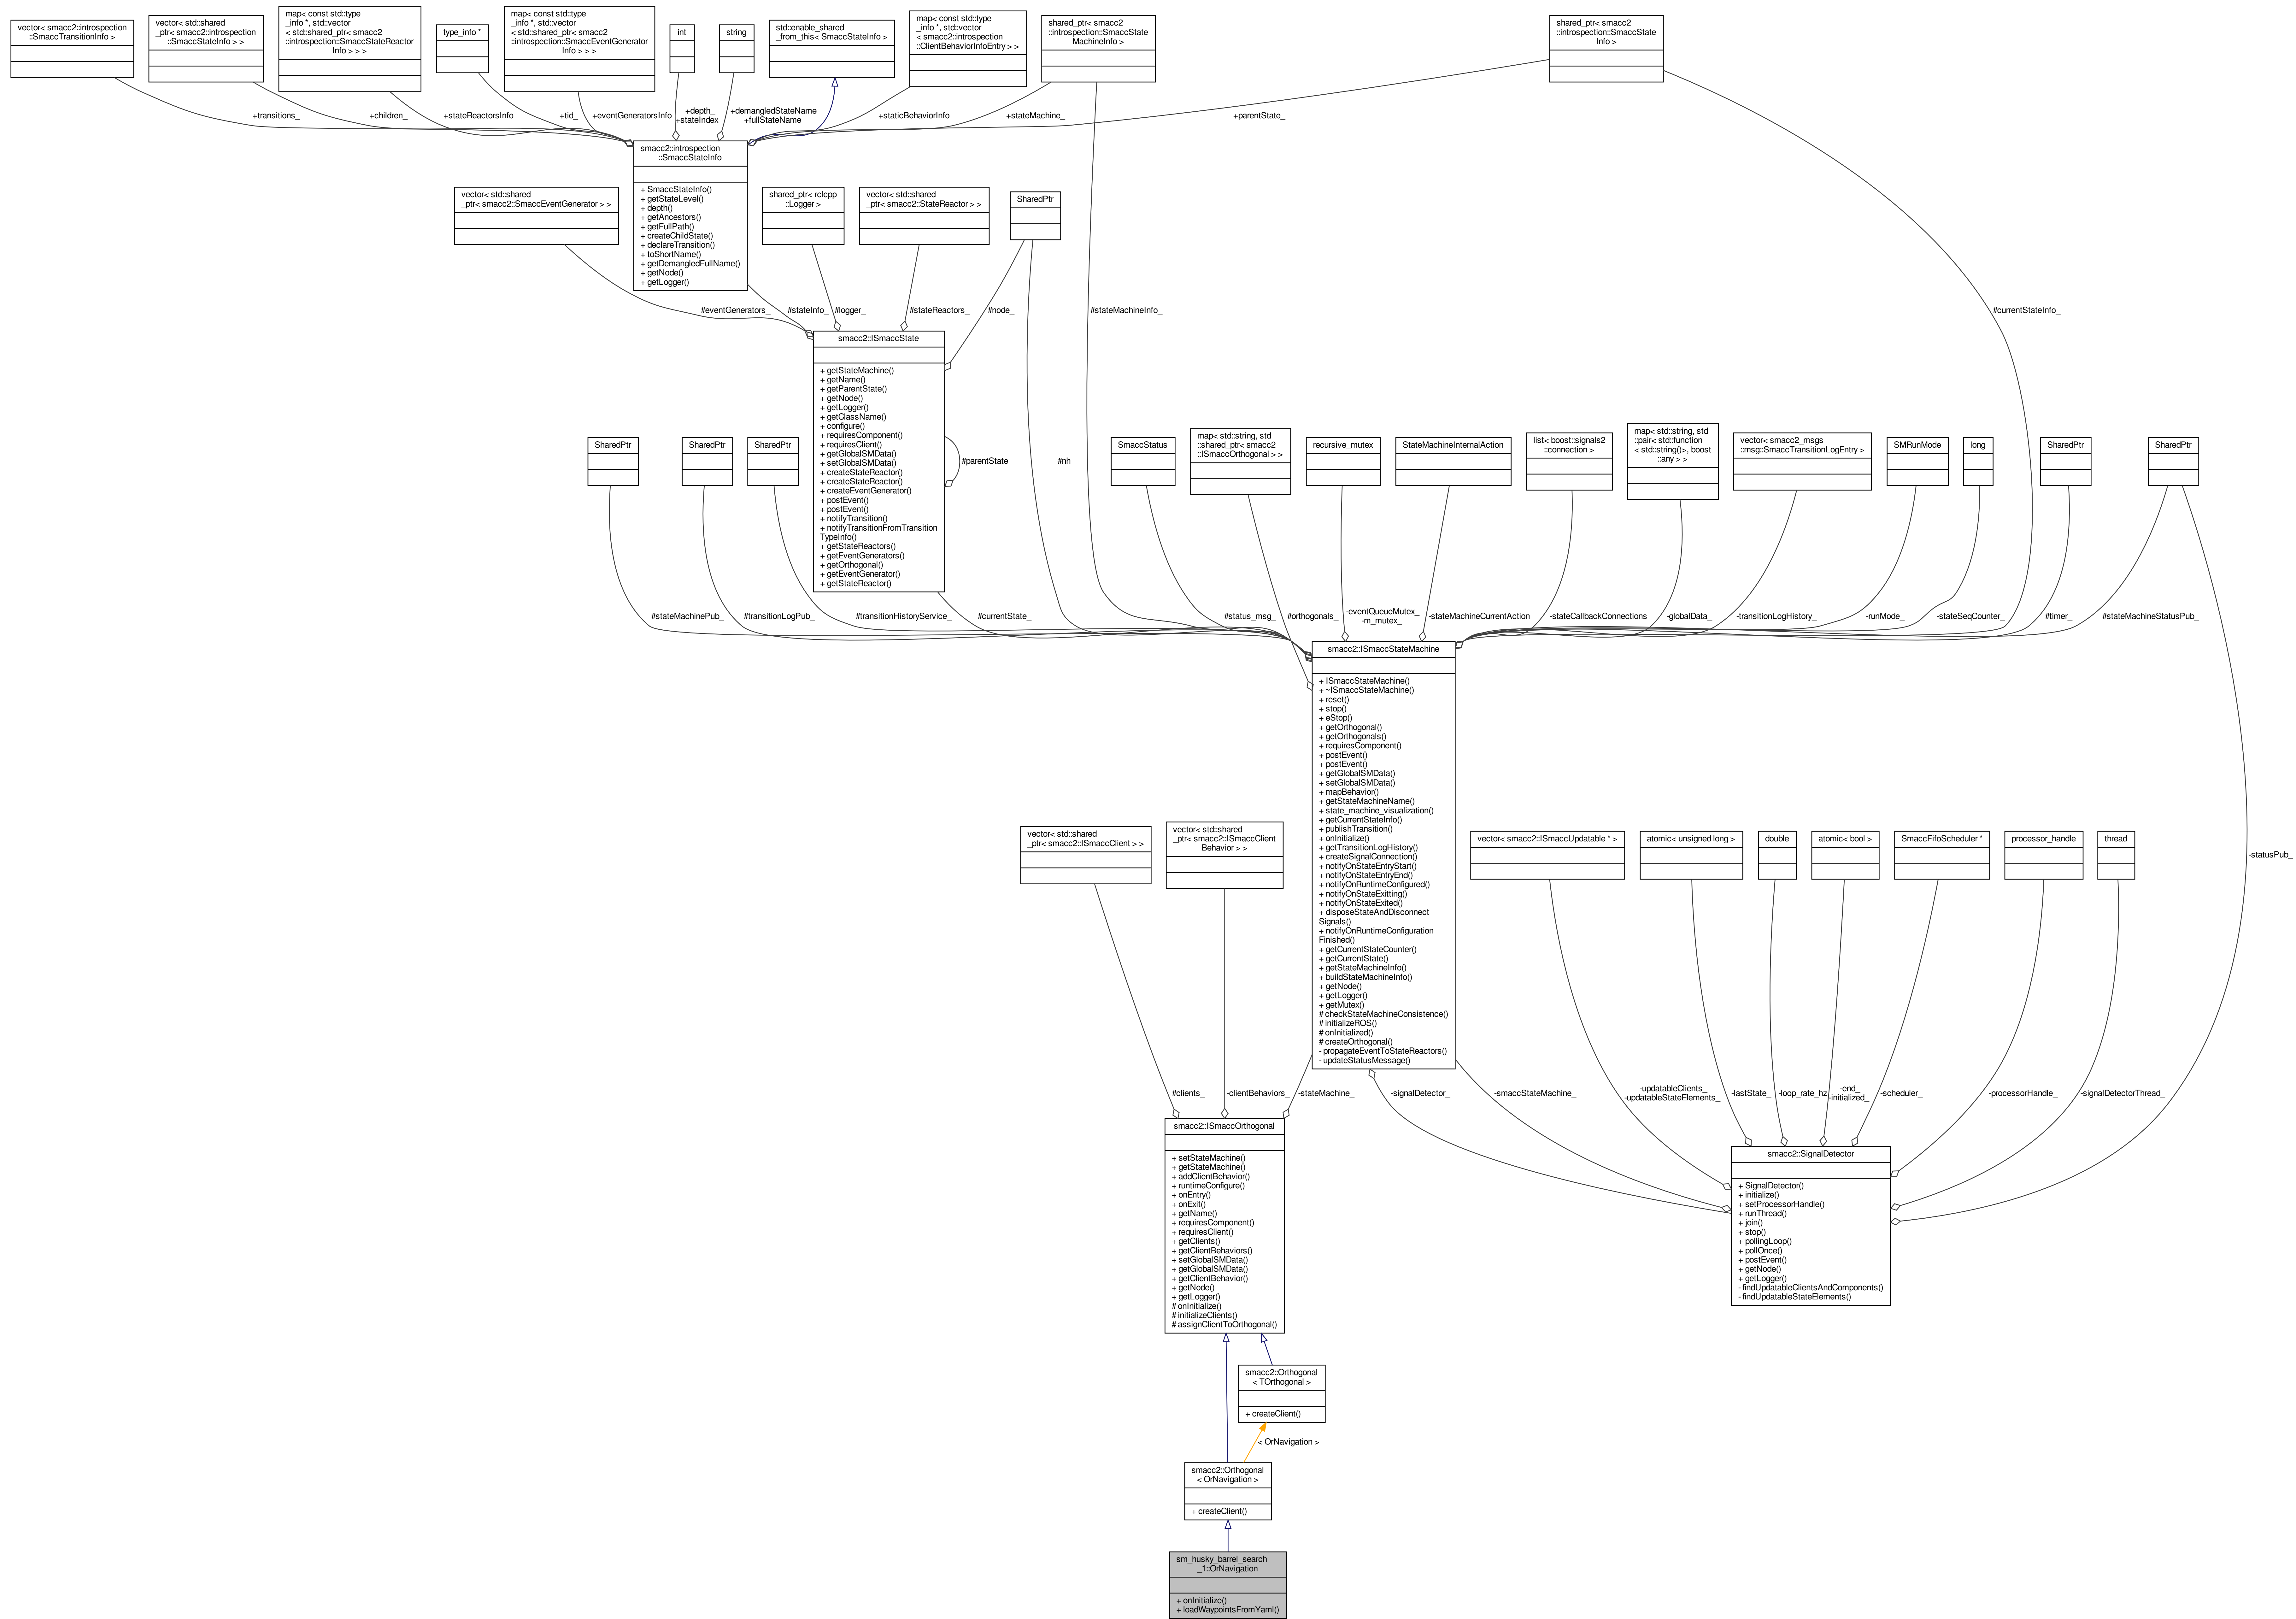 vector< smacc2::introspection
::SmaccTransitionInfo >
vector< std::shared
_ptr< smacc2::introspection
::SmaccStateInfo > >
map< const std::type
_info *, std::vector
< std::shared_ptr< smacc2
::introspection::SmaccStateReactor
Info > > >
type_info *
map< const std::type
_info *, std::vector
< std::shared_ptr< smacc2
::introspection::SmaccEventGenerator
Info > > >
int
string
std::enable_shared
_from_this< SmaccStateInfo >
map< const std::type
_info *, std::vector
< smacc2::introspection
::ClientBehaviorInfoEntry > >
shared_ptr< smacc2
::introspection::SmaccState
MachineInfo >
shared_ptr< smacc2
::introspection::SmaccState
Info >
+transitions_
+children_
+stateReactorsInfo
+tid_
+eventGeneratorsInfo
+depth_
+stateIndex_
+demangledStateName
+fullStateName
+staticBehaviorInfo
+stateMachine_
+parentState_
smacc2::introspection
::SmaccStateInfo
+ SmaccStateInfo()
+ getStateLevel()
+ depth()
+ getAncestors()
+ getFullPath()
+ createChildState()
+ declareTransition()
+ toShortName()
+ getDemangledFullName()
+ getNode()
+ getLogger()
vector< std::shared
_ptr< smacc2::SmaccEventGenerator > >
shared_ptr< rclcpp
::Logger >
vector< std::shared
_ptr< smacc2::StateReactor > >
SharedPtr
#eventGenerators_
#stateInfo_
#logger_
#stateReactors_
#node_
#stateMachineInfo_
#currentStateInfo_
smacc2::ISmaccState
+ getStateMachine()
+ getName()
+ getParentState()
+ getNode()
+ getLogger()
+ getClassName()
+ configure()
+ requiresComponent()
+ requiresClient()
+ getGlobalSMData()
+ setGlobalSMData()
+ createStateReactor()
+ createStateReactor()
+ createEventGenerator()
+ postEvent()
+ postEvent()
+ notifyTransition()
+ notifyTransitionFromTransition
TypeInfo()
+ getStateReactors()
+ getEventGenerators()
+ getOrthogonal()
+ getEventGenerator()
+ getStateReactor()
#parentState_
#nh_
SharedPtr
SharedPtr
SharedPtr
SmaccStatus
map< std::string, std
::shared_ptr< smacc2
::ISmaccOrthogonal > >
recursive_mutex
StateMachineInternalAction
list< boost::signals2
::connection >
map< std::string, std
::pair< std::function
< std::string()>, boost
::any > >
vector< smacc2_msgs
::msg::SmaccTransitionLogEntry >
SMRunMode
long
SharedPtr
SharedPtr
#stateMachinePub_
#transitionLogPub_
#transitionHistoryService_
#currentState_
#status_msg_
#orthogonals_
-eventQueueMutex_
-m_mutex_
-stateMachineCurrentAction
-stateCallbackConnections
-globalData_
-transitionLogHistory_
-runMode_
-stateSeqCounter_
#timer_
#stateMachineStatusPub_
smacc2::ISmaccStateMachine
+ ISmaccStateMachine()
+ ~ISmaccStateMachine()
+ reset()
+ stop()
+ eStop()
+ getOrthogonal()
+ getOrthogonals()
+ requiresComponent()
+ postEvent()
+ postEvent()
+ getGlobalSMData()
+ setGlobalSMData()
+ mapBehavior()
+ getStateMachineName()
+ state_machine_visualization()
+ getCurrentStateInfo()
+ publishTransition()
+ onInitialize()
+ getTransitionLogHistory()
+ createSignalConnection()
+ notifyOnStateEntryStart()
+ notifyOnStateEntryEnd()
+ notifyOnRuntimeConfigured()
+ notifyOnStateExitting()
+ notifyOnStateExited()
+ disposeStateAndDisconnect
Signals()
+ notifyOnRuntimeConfiguration
Finished()
+ getCurrentStateCounter()
+ getCurrentState()
+ getStateMachineInfo()
+ buildStateMachineInfo()
+ getNode()
+ getLogger()
+ getMutex()
# checkStateMachineConsistence()
# initializeROS()
# onInitialized()
# createOrthogonal()
- propagateEventToStateReactors()
- updateStatusMessage()
vector< std::shared
_ptr< smacc2::ISmaccClient > >
vector< std::shared
_ptr< smacc2::ISmaccClient
Behavior > >
vector< smacc2::ISmaccUpdatable * >
atomic< unsigned long >
double
atomic< bool >
SmaccFifoScheduler *
processor_handle
thread
-statusPub_
#clients_
-clientBehaviors_
-stateMachine_
-signalDetector_
-smaccStateMachine_
-updatableClients_
-updatableStateElements_
-lastState_
-loop_rate_hz
-end_
-initialized_
-scheduler_
-processorHandle_
-signalDetectorThread_
smacc2::ISmaccOrthogonal
+ setStateMachine()
+ getStateMachine()
+ addClientBehavior()
+ runtimeConfigure()
+ onEntry()
+ onExit()
+ getName()
+ requiresComponent()
+ requiresClient()
+ getClients()
+ getClientBehaviors()
+ setGlobalSMData()
+ getGlobalSMData()
+ getClientBehavior()
+ getNode()
+ getLogger()
# onInitialize()
# initializeClients()
# assignClientToOrthogonal()
smacc2::SignalDetector
+ SignalDetector()
+ initialize()
+ setProcessorHandle()
+ runThread()
+ join()
+ stop()
+ pollingLoop()
+ pollOnce()
+ postEvent()
+ getNode()
+ getLogger()
- findUpdatableClientsAndComponents()
- findUpdatableStateElements()
smacc2::Orthogonal
< TOrthogonal >
+ createClient()
< OrNavigation >
smacc2::Orthogonal
< OrNavigation >
+ createClient()
sm_husky_barrel_search
_1::OrNavigation
+ onInitialize()
+ loadWaypointsFromYaml()